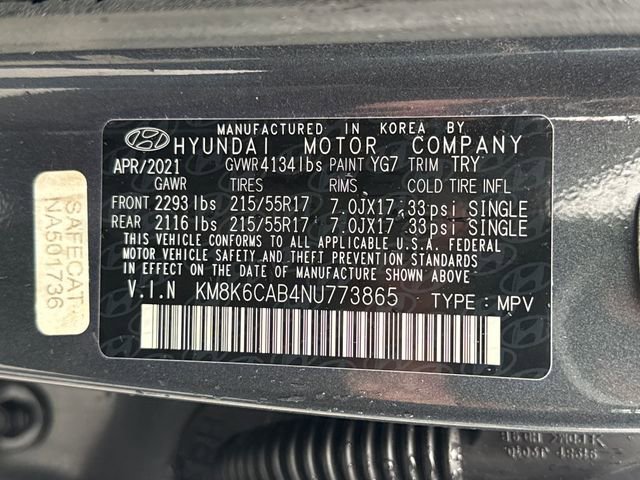 MANUFACTURED IN KOREA BY
HYUNDAI MOTOR COMPANY
APR/2021 GVWR 4134 lbs PAINT YG7 TRIM TRY
GAWR TIRES RIMS COLD TIRE INFL
FRONT 2293 lbs 215/55R17 7.0JX17 33psi SINGLE
REAR 2116 lbs 215/55R17 7.0JX17 33psi SINGLE
THIS VEHICLE CONFORMS TO ALL APPLICABLE U.S.A. FEDERAL
MOTOR VEHICLE SAFETY AND THEFT PREVENTION STANDARDS
IN EFFECT ON THE DATE OF MANUFACTURE SHOWN ABOVE.
V.I.N KM8K6CAB4NU773865 TYPE : MPV
SAFECAT
NA501736